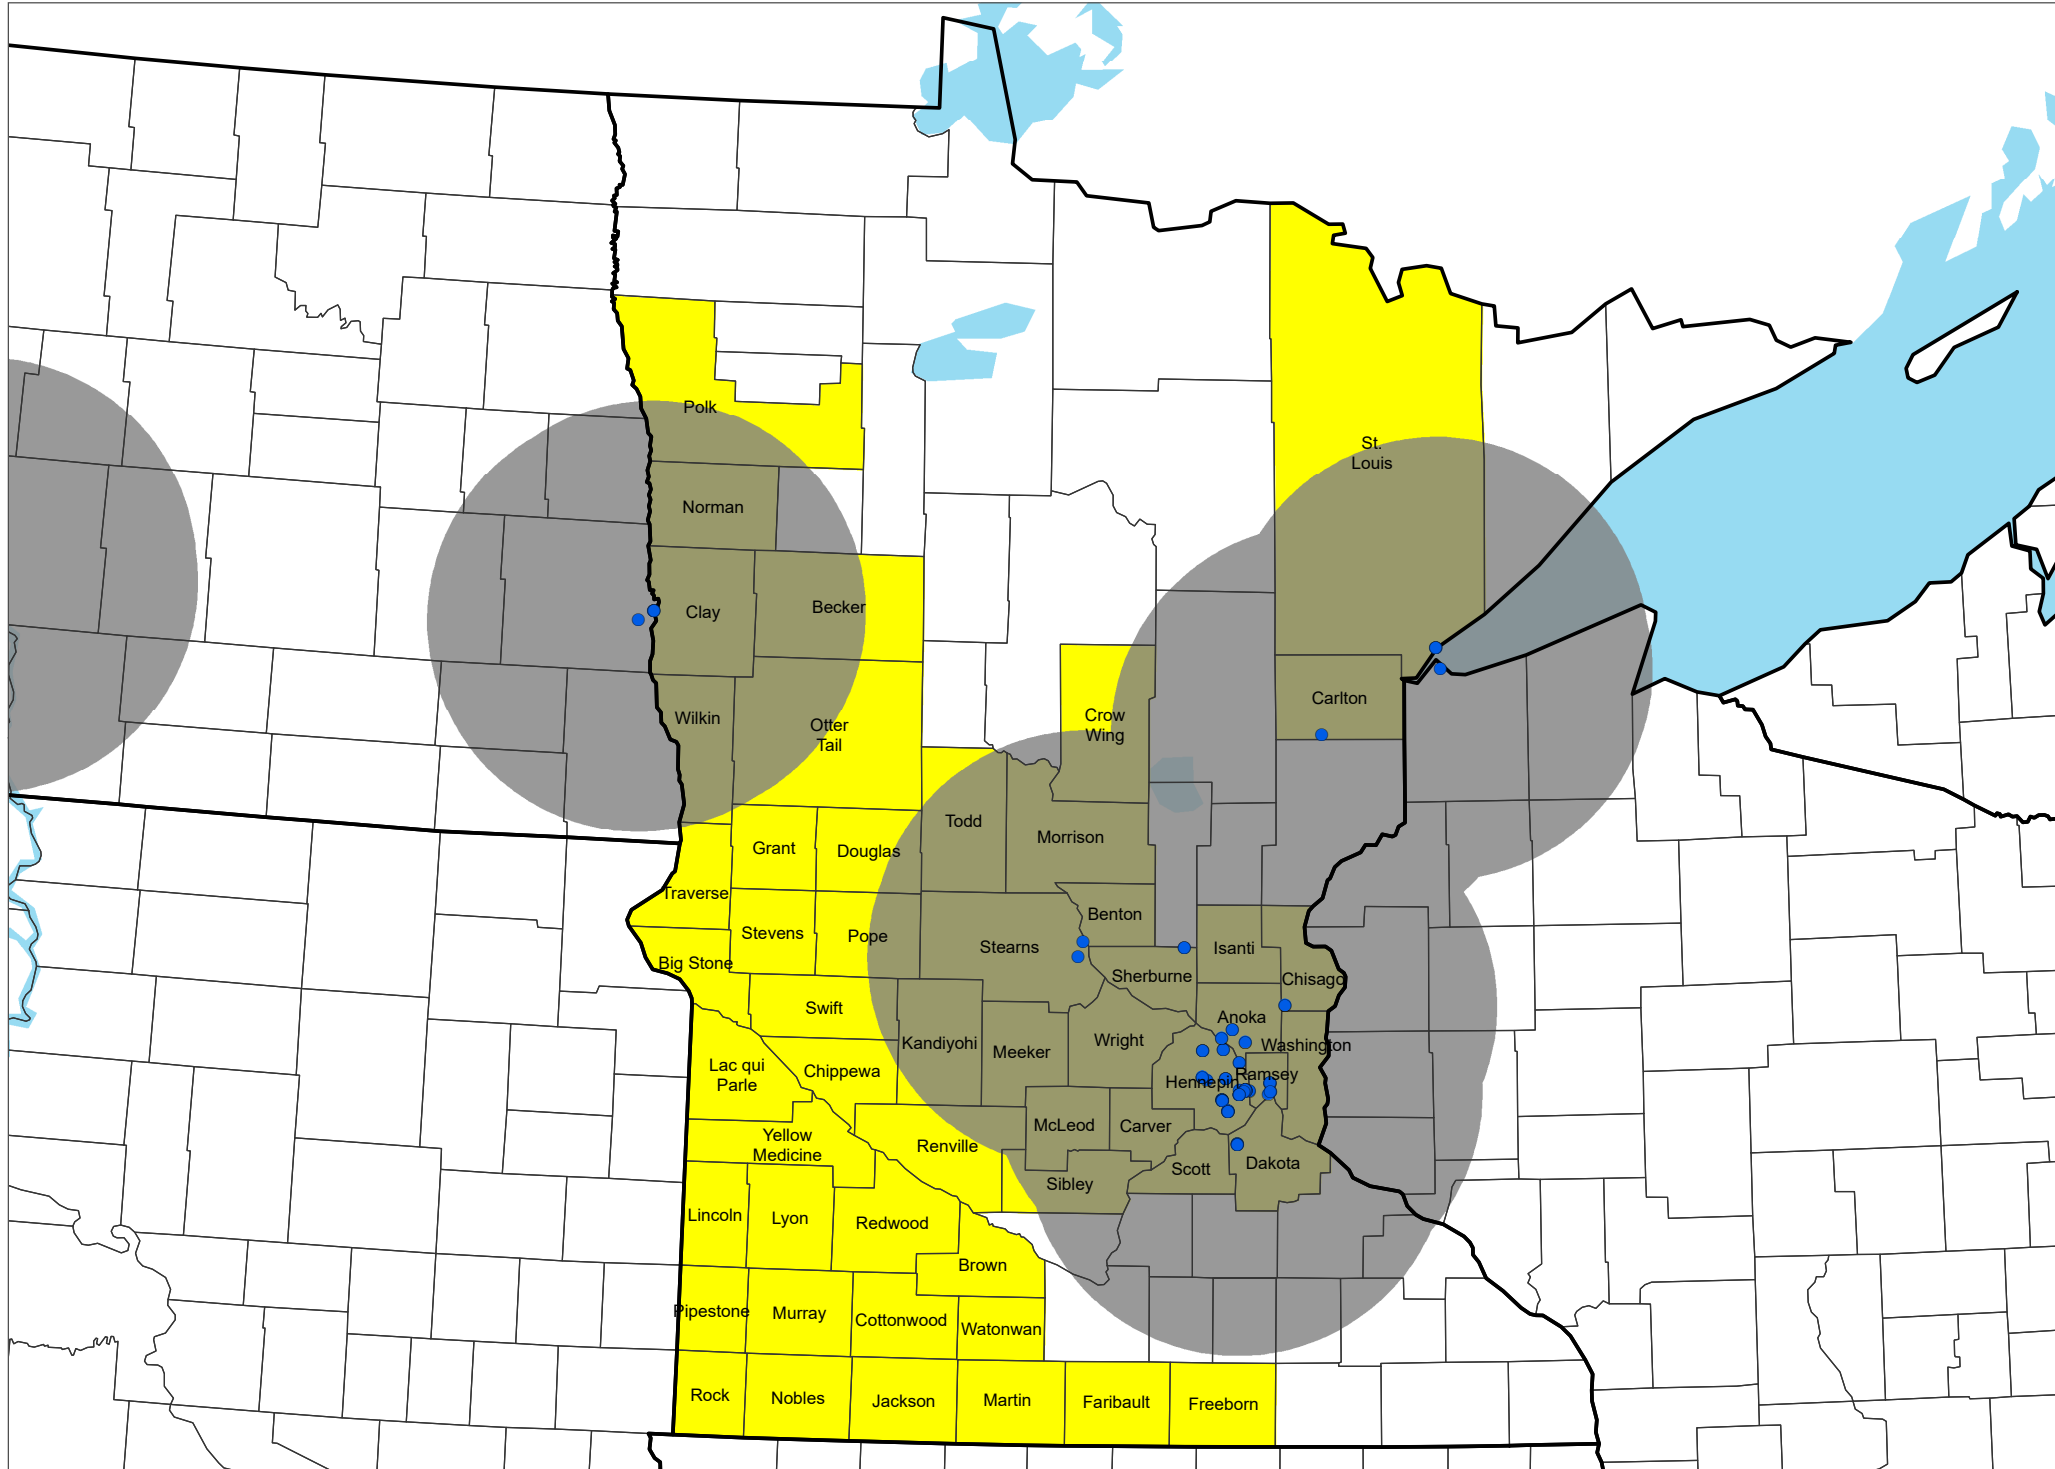 Polk
St.
Louis
Norman
Becker
Clay
Carlton
Crow
Wing
Wilkin
Otter
Tail
Todd
Morrison
Grant
Douglas
Traverse
Benton
Stevens
Pope
Stearns
Isanti
Big Stone
Sherburne
Chisago
Swift
Anoka
Kandiyohi
Meeker
Wright
Washington
Lac qui
Parle
Chippewa
Hennepin
Ramsey
McLeod
Carver
Yellow
Medicine
Renville
Scott
Dakota
Sibley
Lincoln
Lyon
Redwood
Brown
Pipestone
Murray
Cottonwood
Watonwan
Rock
Nobles
Jackson
Martin
Faribault
Freeborn